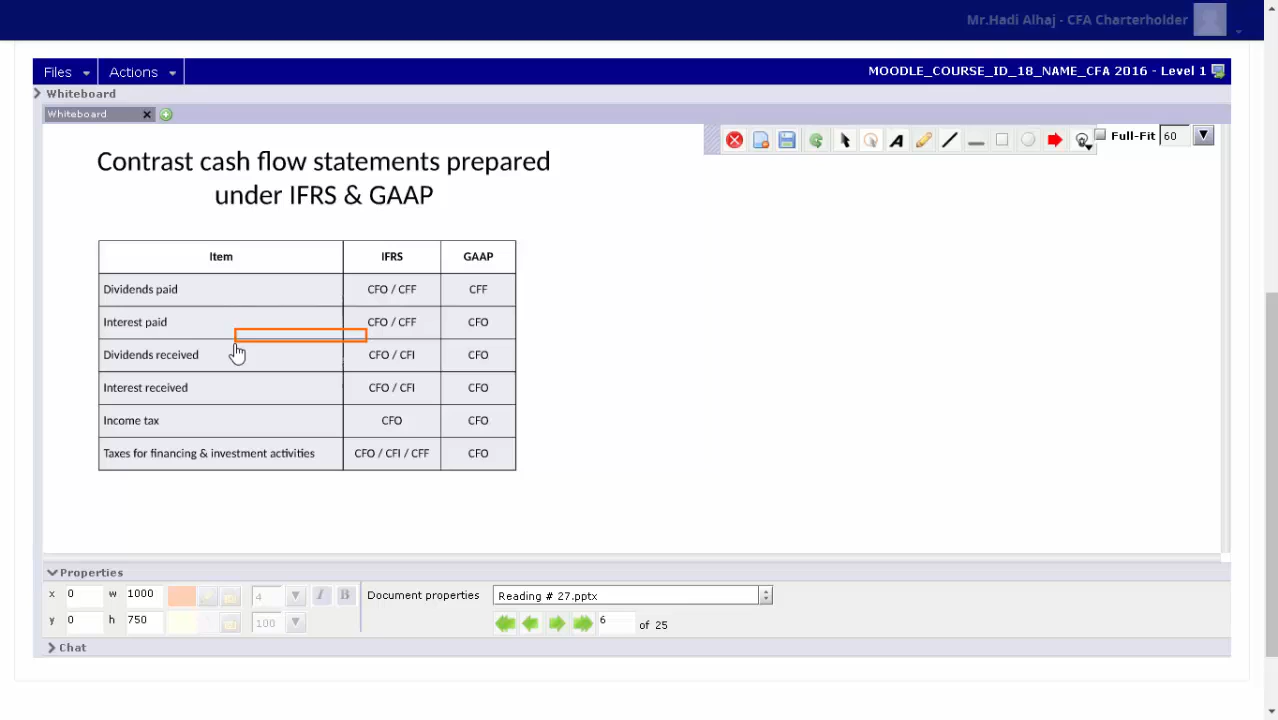 Mr.Hadi Alhaj - CFA Charterholder
Files Actions MOODLE_COURSE_ID_18_NAME_CFA 2016 - Level 1
Whiteboard
Whiteboard
A Full-Fit 60
Contrast cash flow statements prepared
under IFRS & GAAP
Item IFRS GAAP
Dividends paid CFO / CFF CFF
Interest paid CFO / CFF CFO
Dividends received CFO / CFI CFO
Interest received CFO / CFI CFO
Income tax CFO CFO
Taxes for financing & investment activities CFO / CFI / CFF CFO
Properties
x 0 w 1000 4 I B Document properties Reading # 27.pptx
y 0 h 750 100 6 of 25
Chat